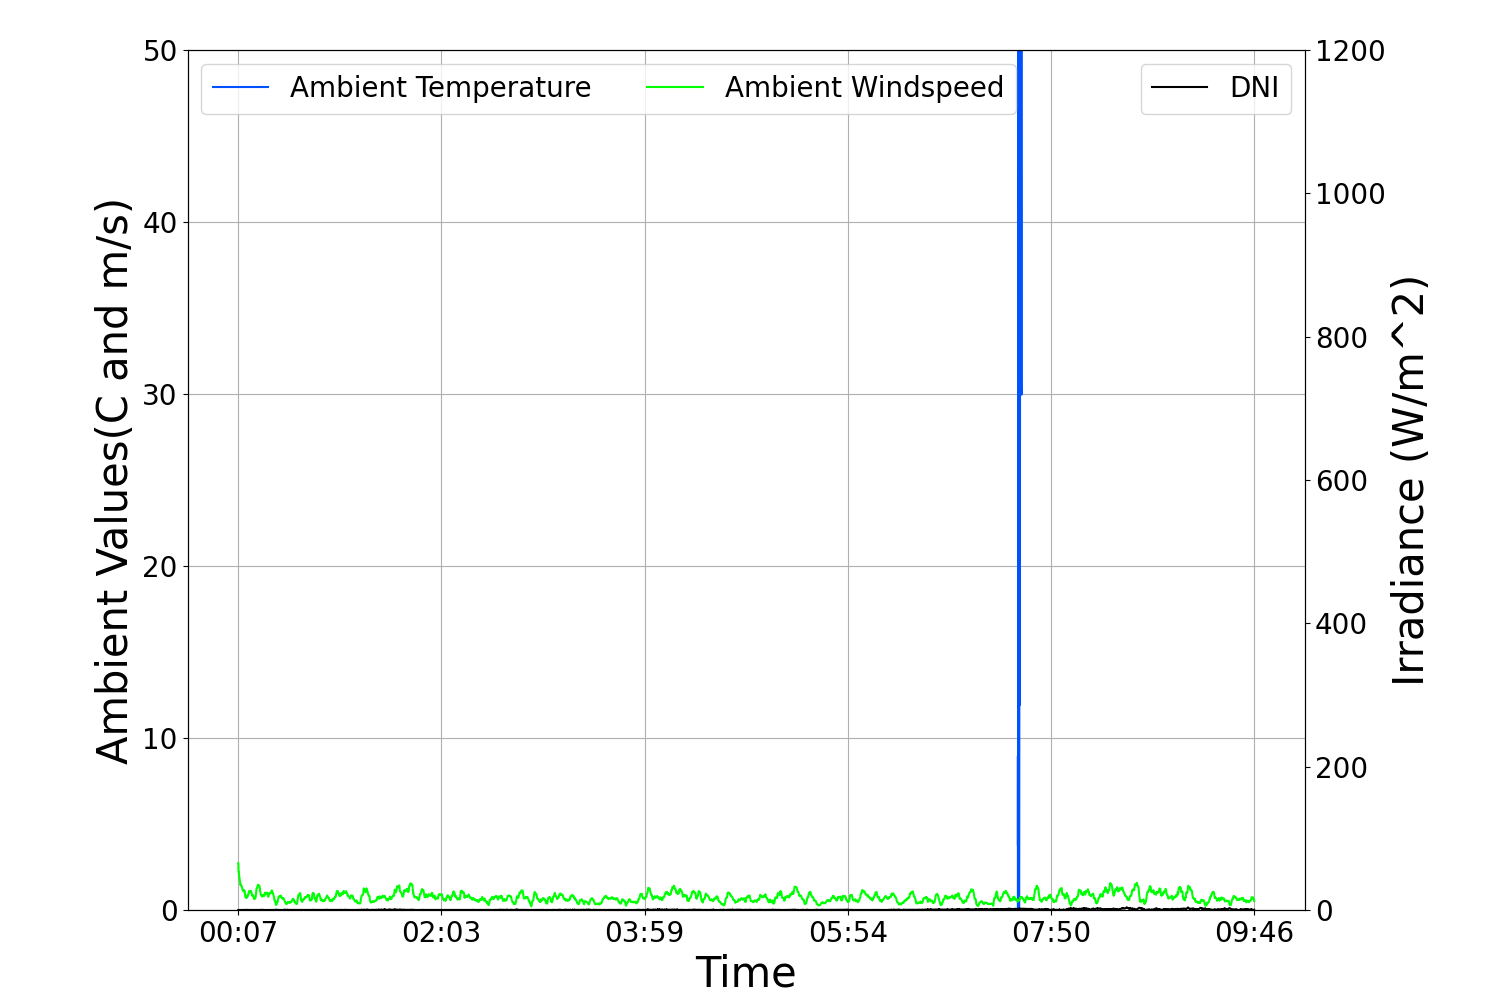 Ambient Temperature
Ambient Windspeed
DNI
Ambient Values(C and m/s)
50
40
30
20
10
0
1200
1000
800
600
400
200
0
Irradiance (W/m^2)
00:07 02:03 03:59 05:54 07:50 09:46
Time